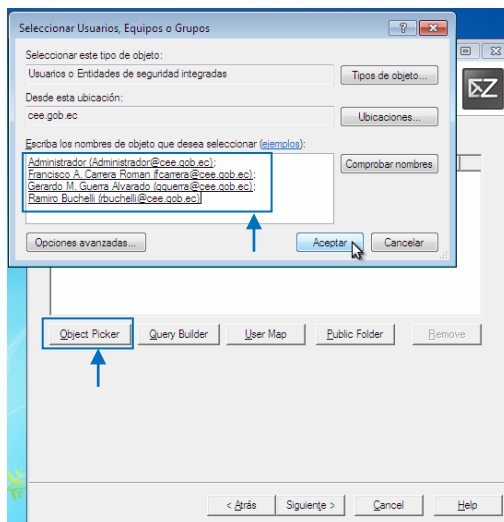 Seleccionar Usuarios, Equipos o Grupos
Seleccionar este tipo de objeto:
Usuarios o Entidades de seguridad integradas
Tipos de objeto...
Desde esta ubicación:
cee.gob.ec
Ubicaciones...
Escriba los nombres de objeto que desea seleccionar (ejemplos):
Administrador (Administrador@cee.gob.ec);
Francisco A. Carrera Roman (fcarrera@cee.gob.ec);
Gerardo M. Guerra Alvarado (gguerra@cee.gob.ec);
Ramiro Buchelli (rbuchelli@cee.gob.ec)
Comprobar nombres
Opciones avanzadas...
Aceptar
Cancelar
Object Picker
Query Builder
User Map
Public Folder
Remove
< Atrás
Siguiente >
Cancel
Help